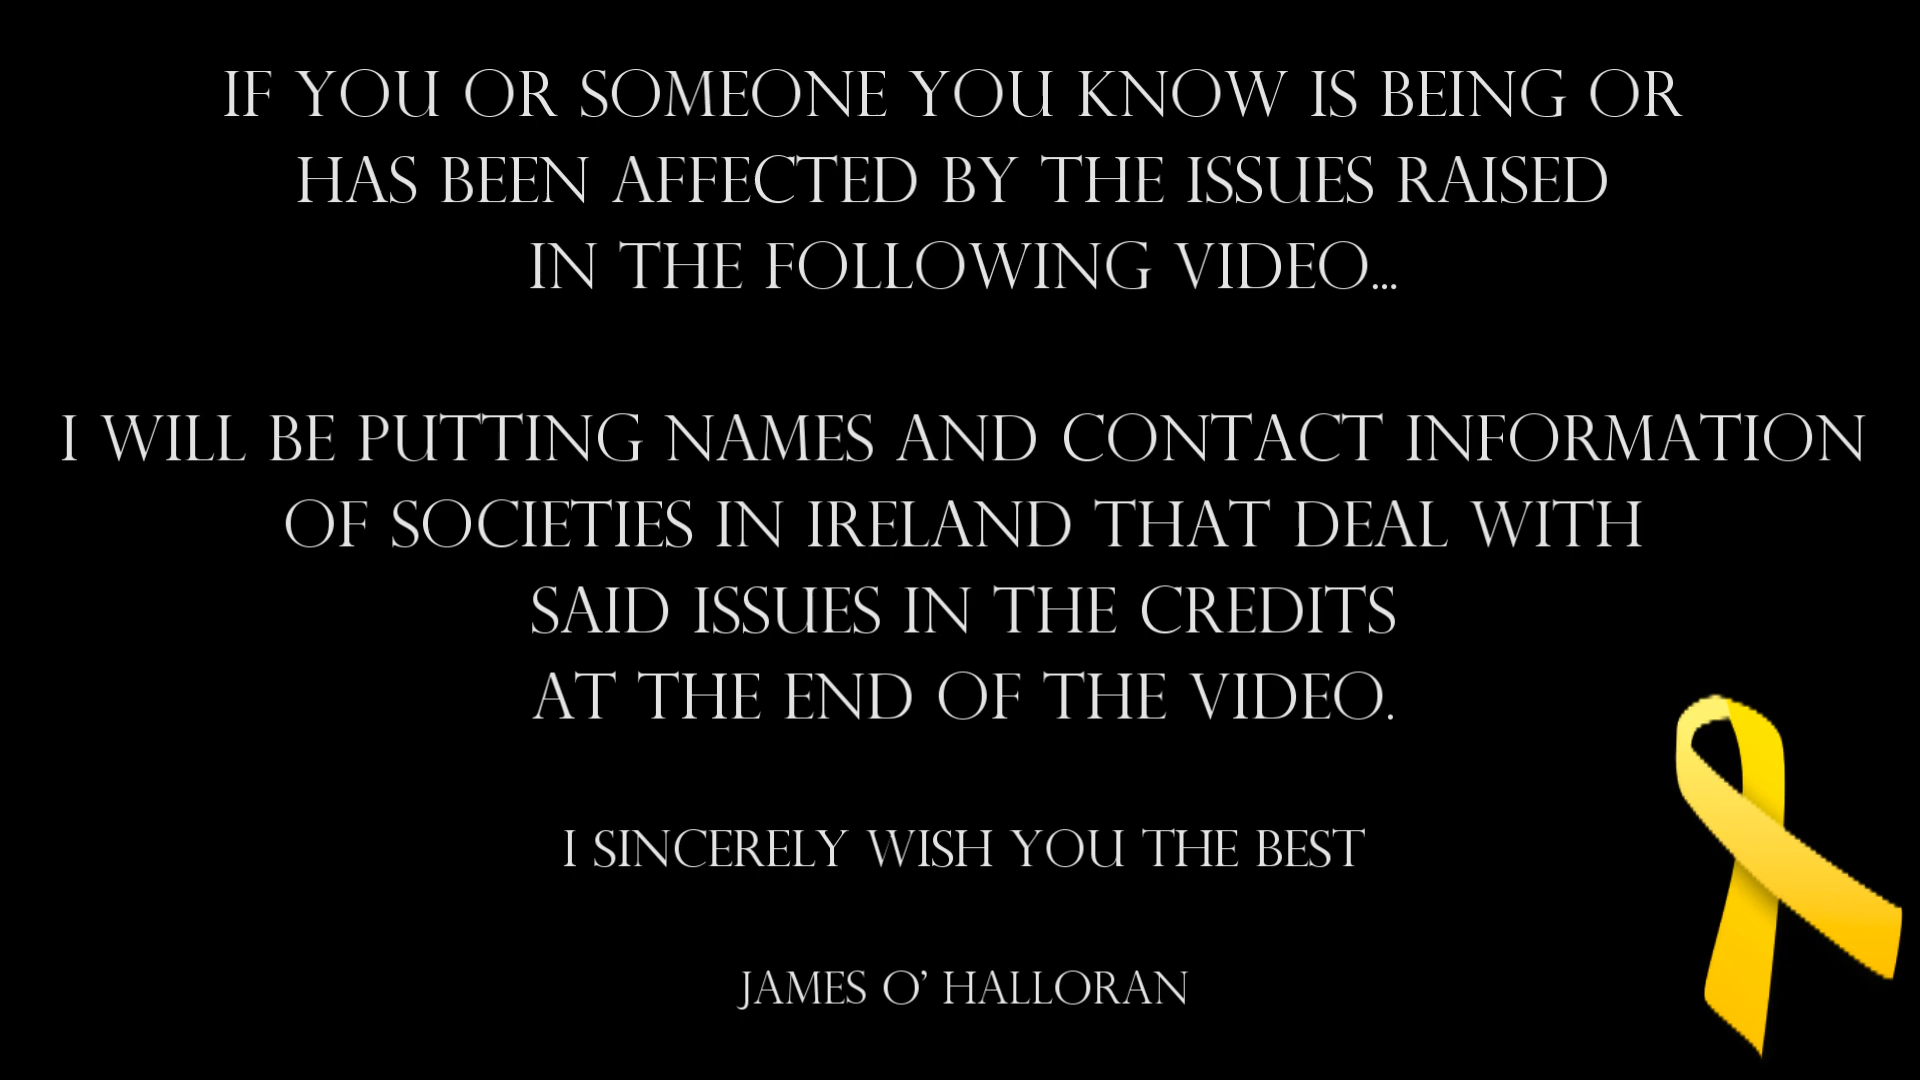 IF YOU OR SOMEONE YOU KNOW IS BEING OR
HAS BEEN AFFECTED BY THE ISSUES RAISED
IN THE FOLLOWING VIDEO...
I WILL BE PUTTING NAMES AND CONTACT INFORMATION
OF SOCIETIES IN IRELAND THAT DEAL WITH
SAID ISSUES IN THE CREDITS
AT THE END OF THE VIDEO.
I SINCERELY WISH YOU THE BEST
JAMES O' HALLORAN